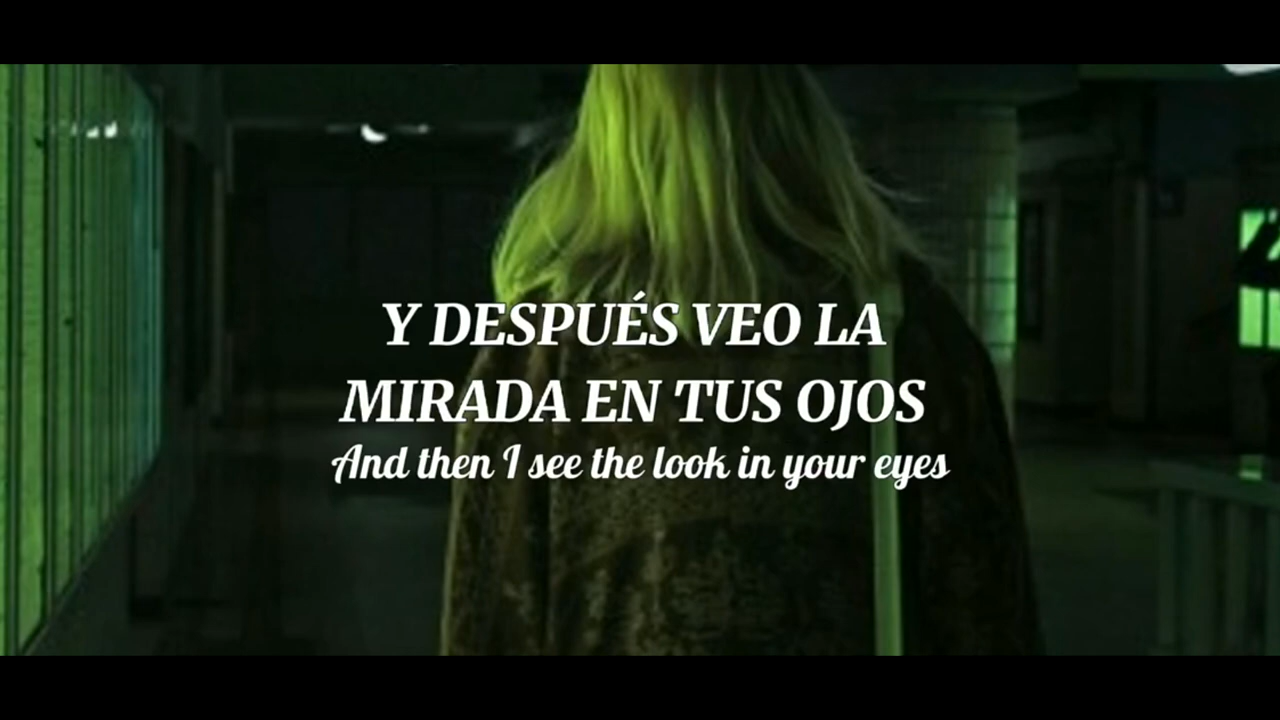 Y DESPUÉS VEO LA
MIRADA EN TUS OJOS
And then I see the look in your eyes